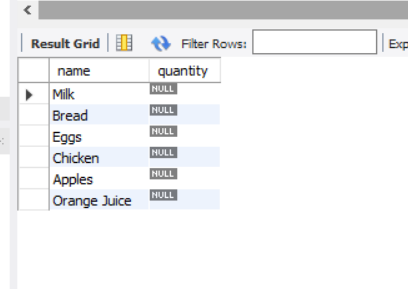 Result Grid Filter Rows: Exp
name quantity
Milk NULL
Bread NULL
Eggs NULL
Chicken NULL
Apples NULL
Orange Juice NULL